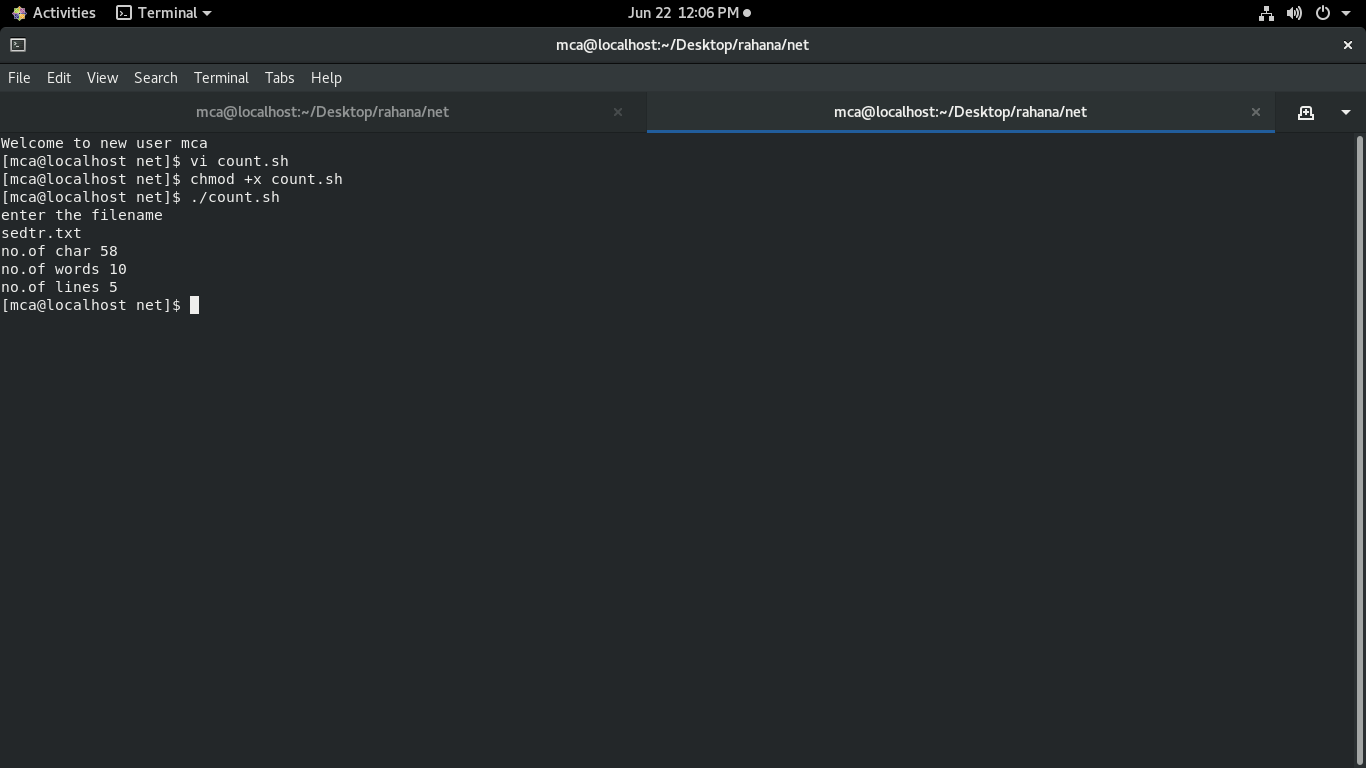 Activities Terminal Jun 22 12:06 PM
mca@localhost:~/Desktop/rahana/net
File Edit View Search Terminal Tabs Help
mca@localhost:~/Desktop/rahana/net mca@localhost:~/Desktop/rahana/net
Welcome to new user mca
[mca@localhost net]$ vi count.sh
[mca@localhost net]$ chmod +x count.sh
[mca@localhost net]$ ./count.sh
enter the filename
sedtr.txt
no.of char 58
no.of words 10
no.of lines 5
[mca@localhost net]$